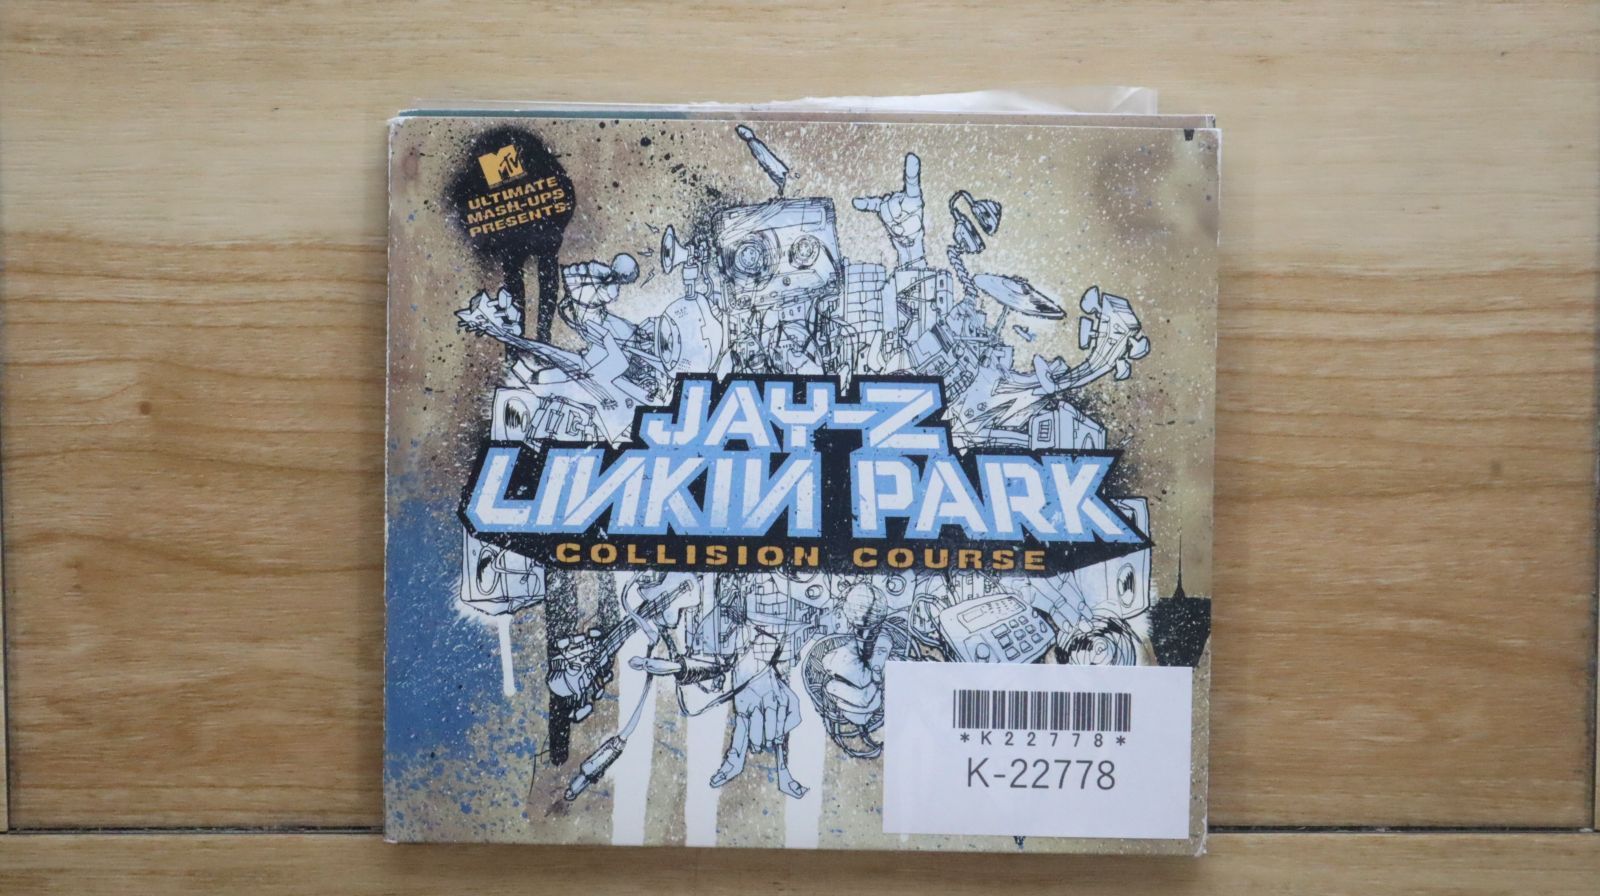 MTV
ULTIMATE
MASH-UPS
PRESENTS:
JAY-Z
LINKIN PARK
COLLISION COURSE
*K22778*
K-22778